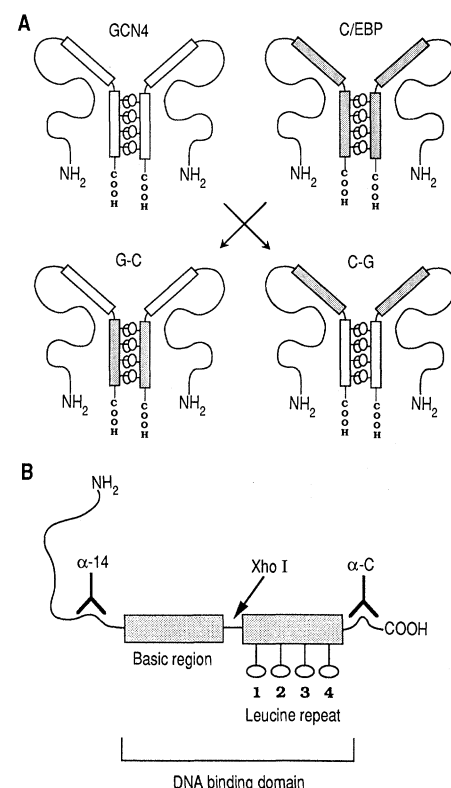 A
GCN4
C/EBP
NH2
COOH
COOH
NH2
NH2
COOH
COOH
NH2
G-C
C-G
NH2
COOH
COOH
NH2
NH2
COOH
COOH
NH2
B
NH2
α-14
Xho I
α-C
COOH
Basic region
1 2 3 4
Leucine repeat
DNA binding domain